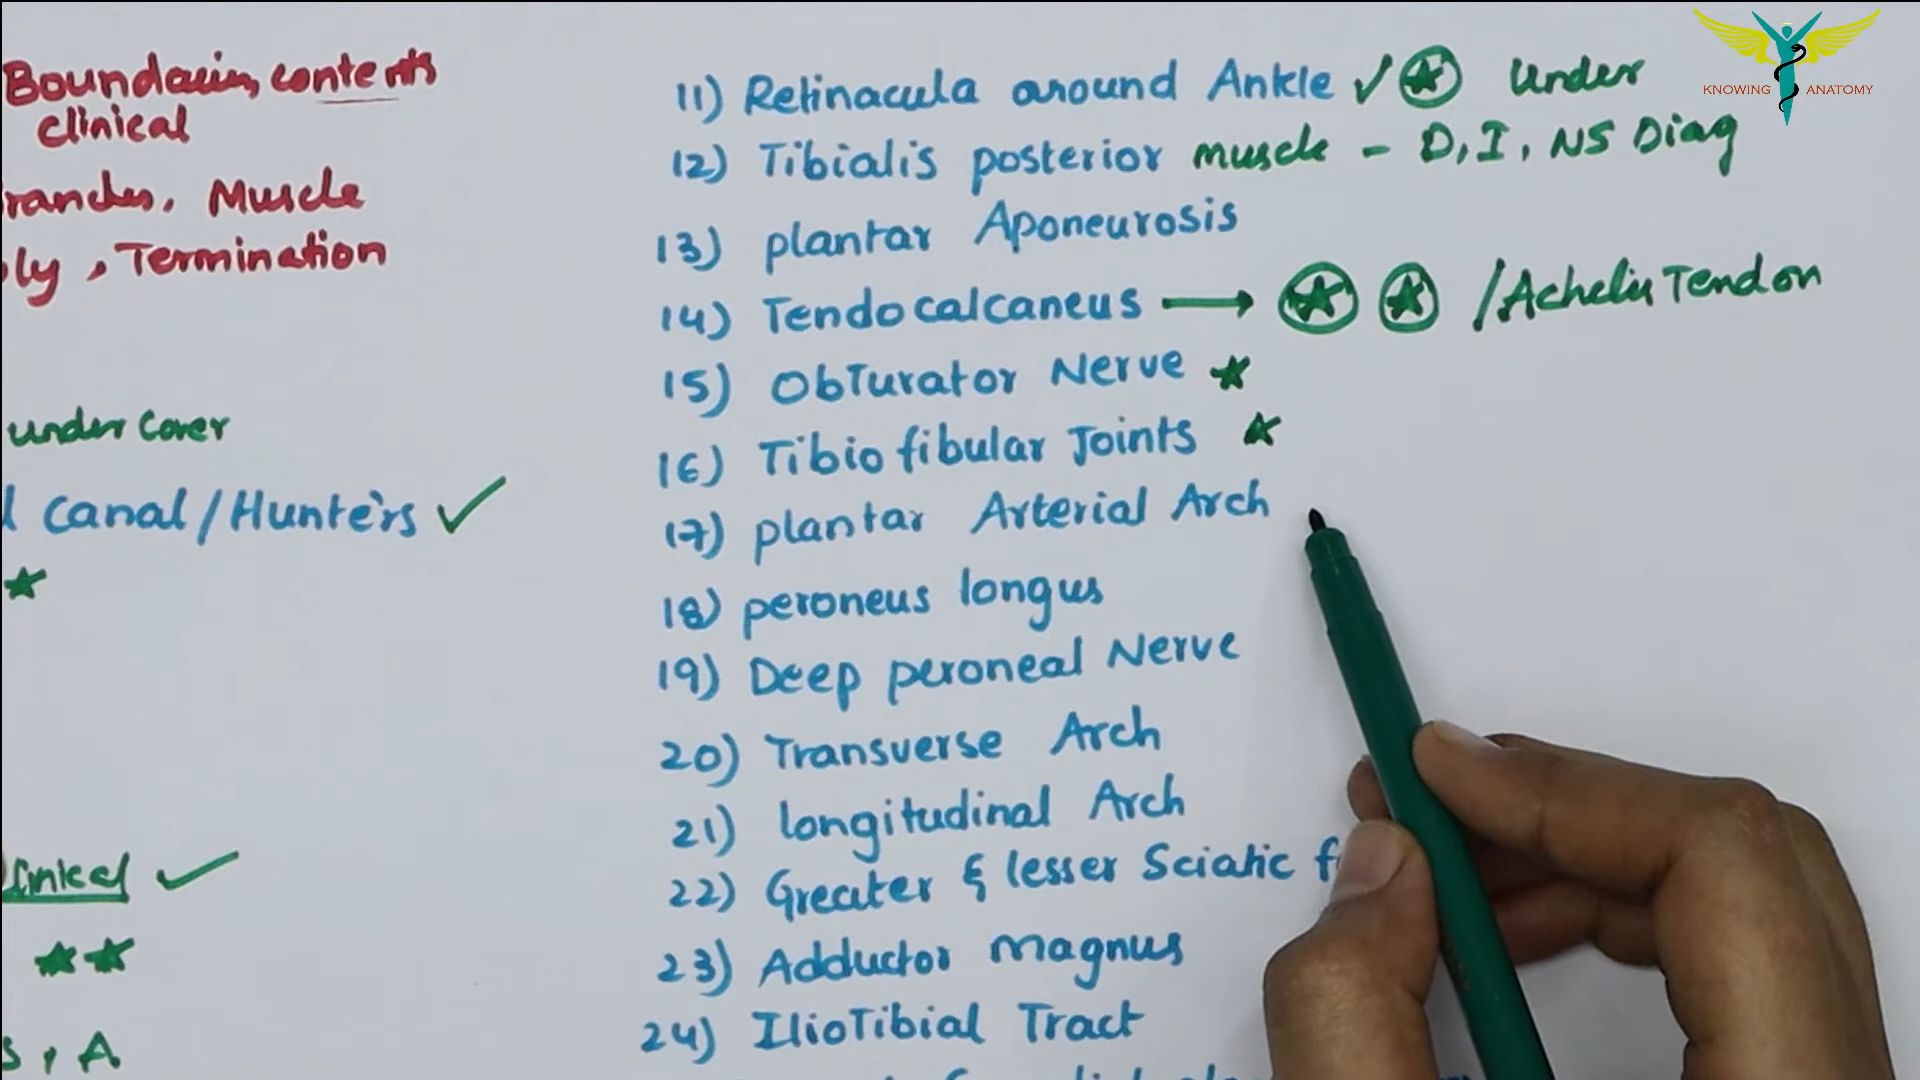 Boundaries, contents
clinical
ranches, Muscle
ply, Termination
under Cover
l Canal/Hunters ✓
★
clinical ✓
★★
S, A
11) Retinacula around Ankle ✓ ★ under
12) Tibialis posterior muscle - D, I, NS Diag
13) plantar Aponeurosis
14) Tendocalcaneus → ★ ★ /Achelis Tendon
15) Obturator Nerve ★
16) Tibiofibular Joints ★
17) plantar Arterial Arch
18) peroneus longus
19) Deep peroneal Nerve
20) Transverse Arch
21) longitudinal Arch
22) Greater & lesser Sciatic f
23) Adductor magnus
24) IlioTibial Tract
KNOWING ANATOMY